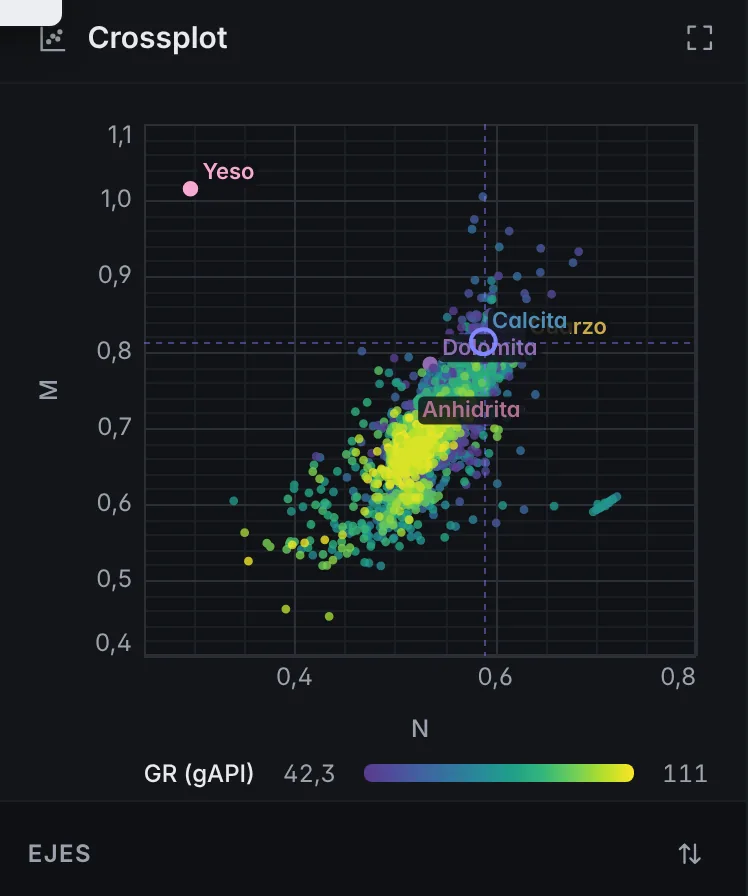 Crossplot
1,1
Yeso
1,0
0,9
Calcita
rzo
0,8
Dolomita
M
0,7
Anhidrita
0,6
0,5
0,4
0,4 0,6 0,8
N
GR (gAPI) 42,3 111
EJES